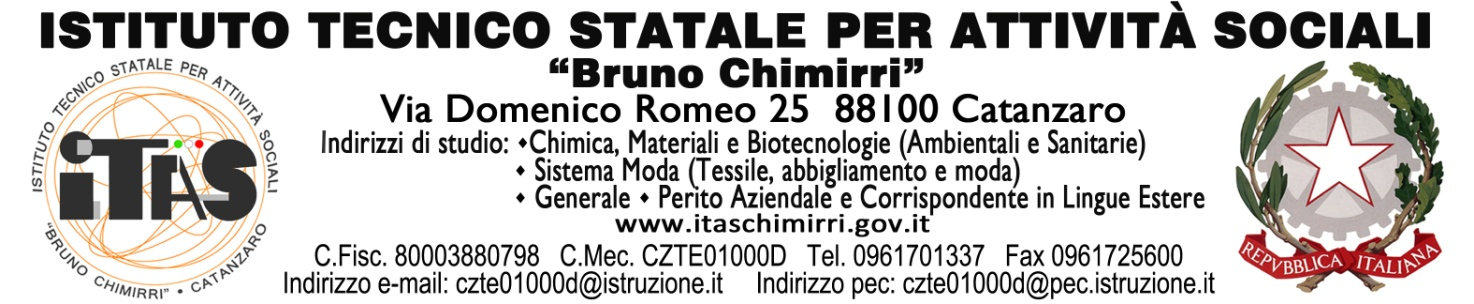 ISTITUTO TECNICO STATALE PER ATTIVITÀ SOCIALI
“Bruno Chimirri”
Via Domenico Romeo 25 88100 Catanzaro
Indirizzi di studio: •Chimica, Materiali e Biotecnologie (Ambientali e Sanitarie)
• Sistema Moda (Tessile, abbigliamento e moda)
• Generale • Perito Aziendale e Corrispondente in Lingue Estere
www.itaschimirri.gov.it
C.Fisc. 80003880798 C.Mec. CZTE01000D Tel. 0961701337 Fax 0961725600
Indirizzo e-mail: czte01000d@istruzione.it Indirizzo pec: czte01000d@pec.istruzione.it
ISTITUTO TECNICO STATALE PER ATTIVITÀ SOCIALI
iTAS
"BRUNO CHIMIRRI" • CATANZARO
REPVBBLICA ITALIANA